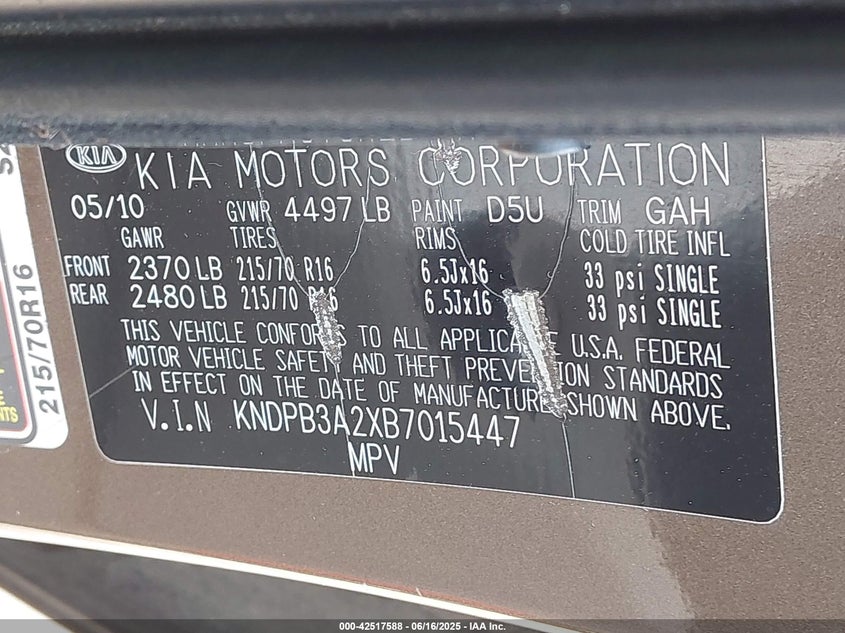 KIA KIA MOTORS CORPORATION
05/10 GVWR 4497 LB PAINT D5U TRIM GAH
GAWR TIRES RIMS COLD TIRE INFL
FRONT 2370 LB 215/70 R16 6.5Jx16 33 psi SINGLE
REAR 2480 LB 215/70 R16 6.5Jx16 33 psi SINGLE
THIS VEHICLE CONFORMS TO ALL APPLICABLE U.S.A. FEDERAL
MOTOR VEHICLE SAFETY AND THEFT PREVENTION STANDARDS
IN EFFECT ON THE DATE OF MANUFACTURE SHOWN ABOVE.
V.I.N KNDPB3A2XB7015447
MPV
215/70R16
000-42517588 - 06/16/2025 - IAA Inc.